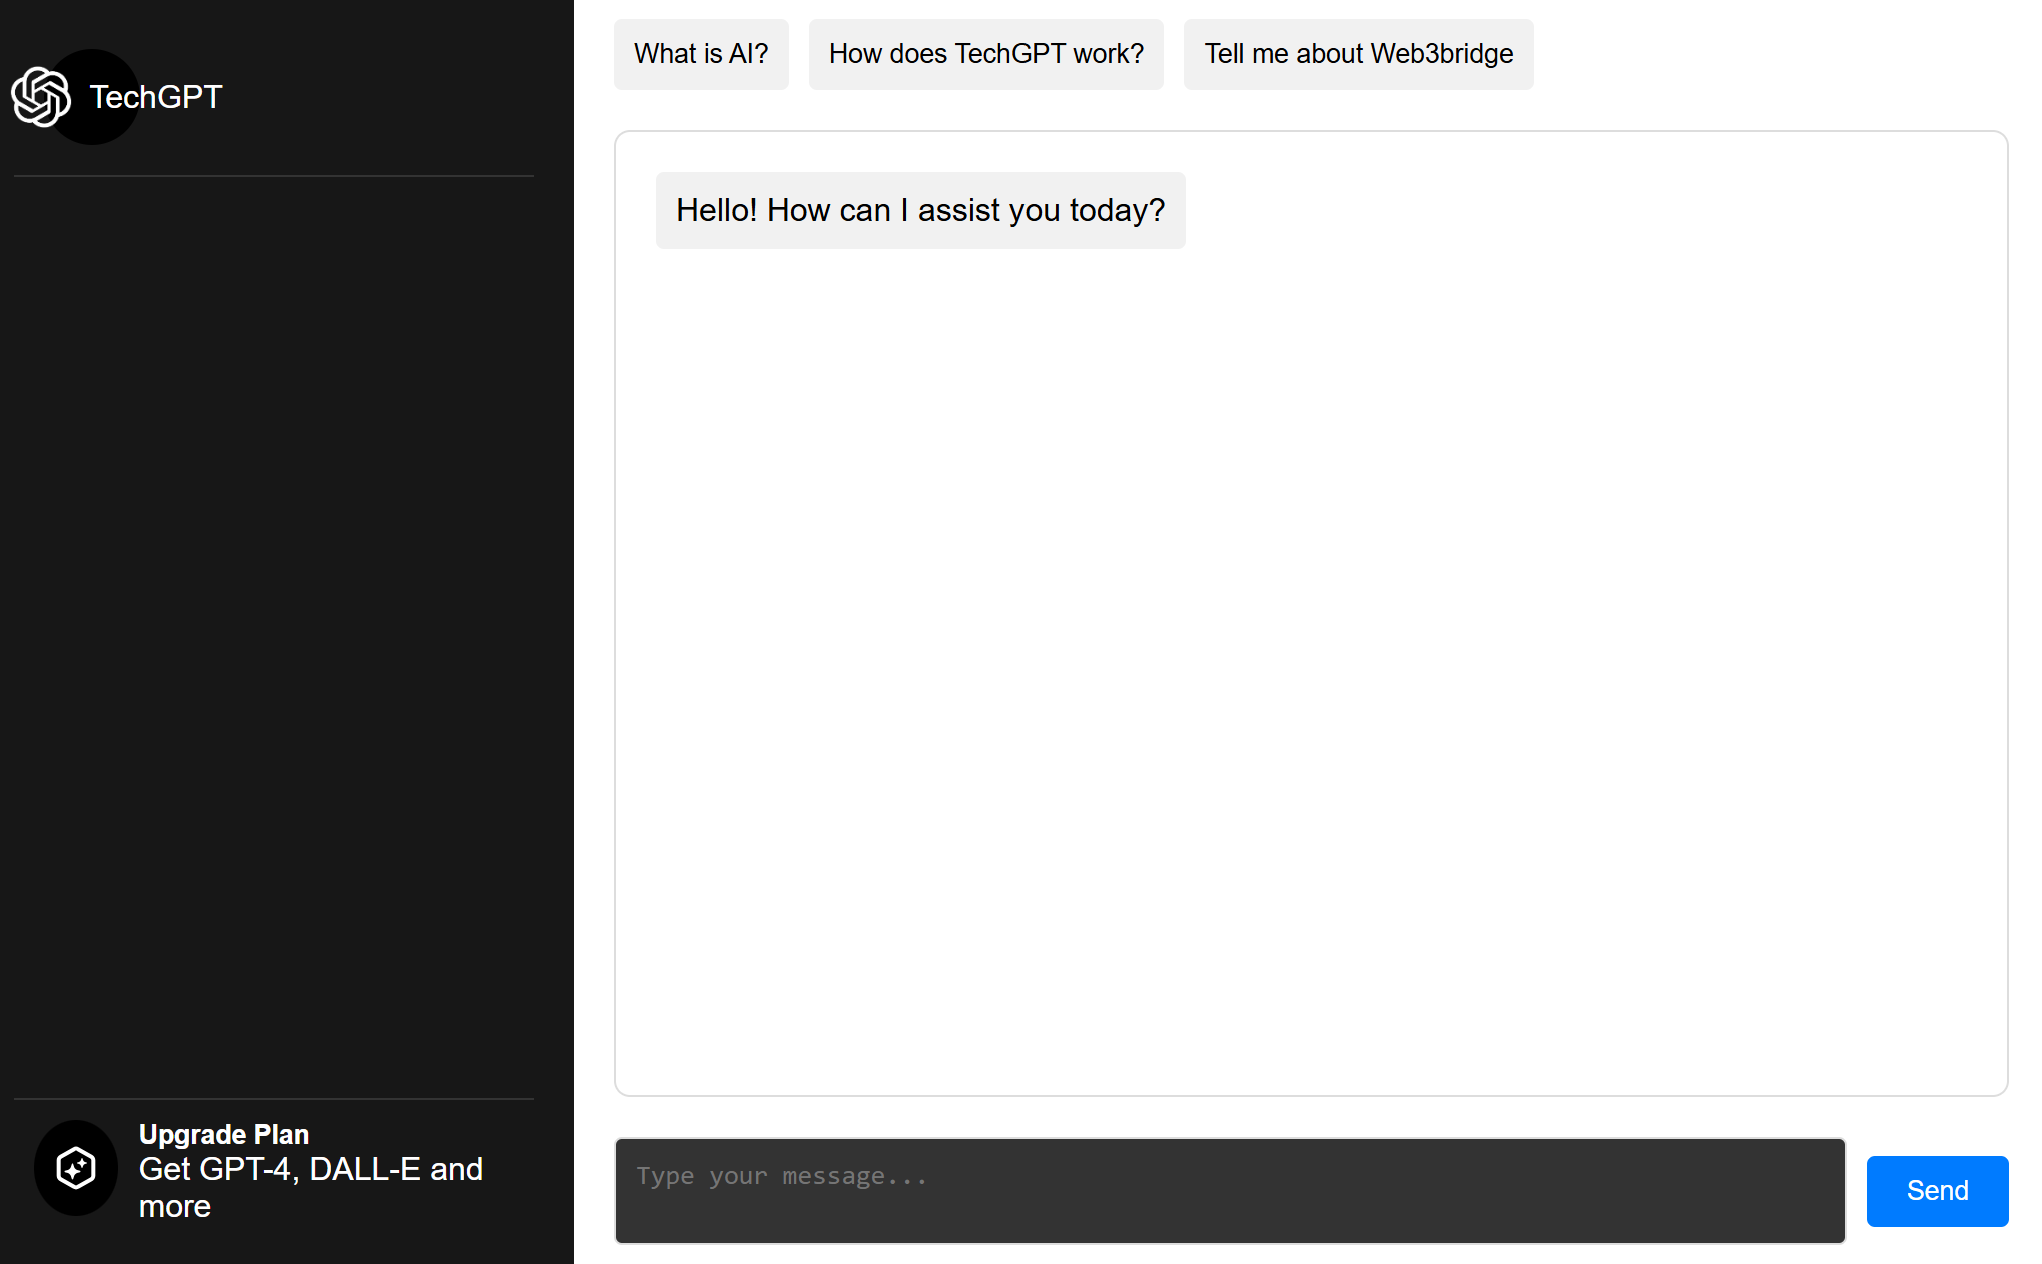 TechGPT
Upgrade Plan
Get GPT-4, DALL-E and
more
What is AI?
How does TechGPT work?
Tell me about Web3bridge
Hello! How can I assist you today?
Type your message...
Send